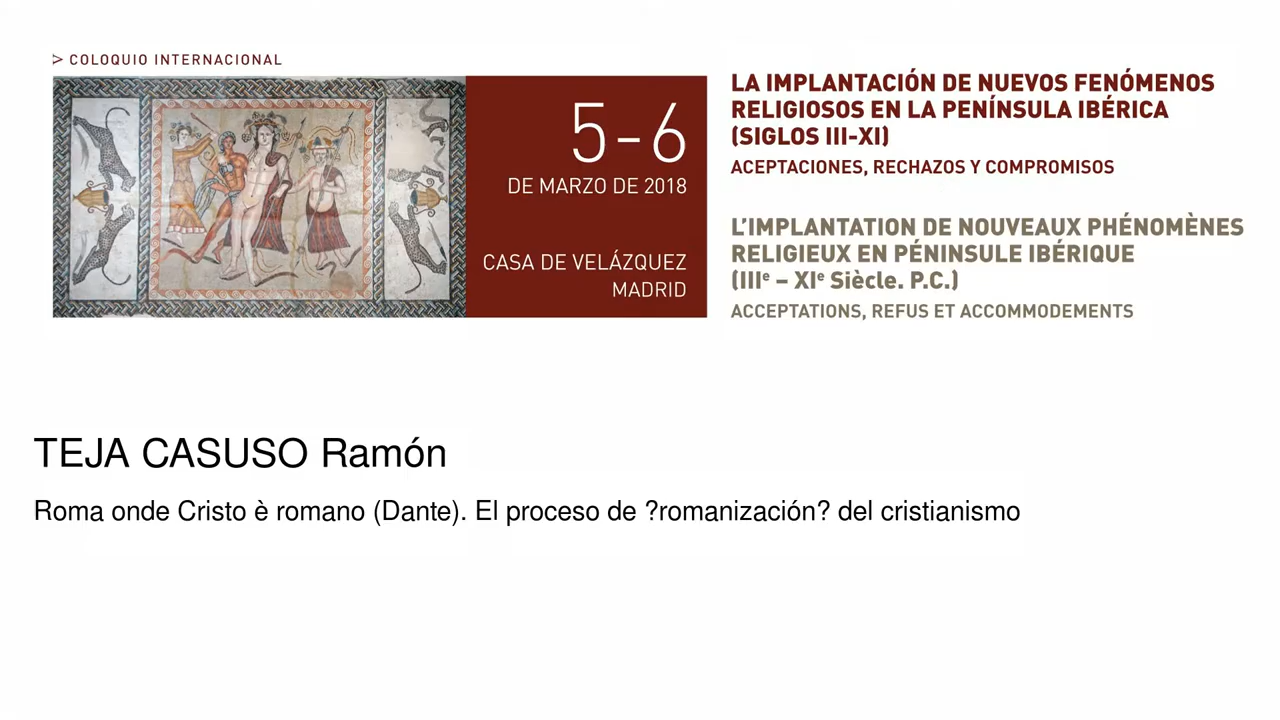 > COLOQUIO INTERNACIONAL
5-6
DE MARZO DE 2018
CASA DE VELÁZQUEZ
MADRID
LA IMPLANTACIÓN DE NUEVOS FENÓMENOS
RELIGIOSOS EN LA PENÍNSULA IBÉRICA
(SIGLOS III-XI)
ACEPTACIONES, RECHAZOS Y COMPROMISOS
L'IMPLANTATION DE NOUVEAUX PHÉNOMÈNES
RELIGIEUX EN PÉNINSULE IBÉRIQUE
(IIIe – XIe Siècle. P.C.)
ACCEPTATIONS, REFUS ET ACCOMMODEMENTS
TEJA CASUSO Ramón
Roma onde Cristo è romano (Dante). El proceso de ?romanización? del cristianismo